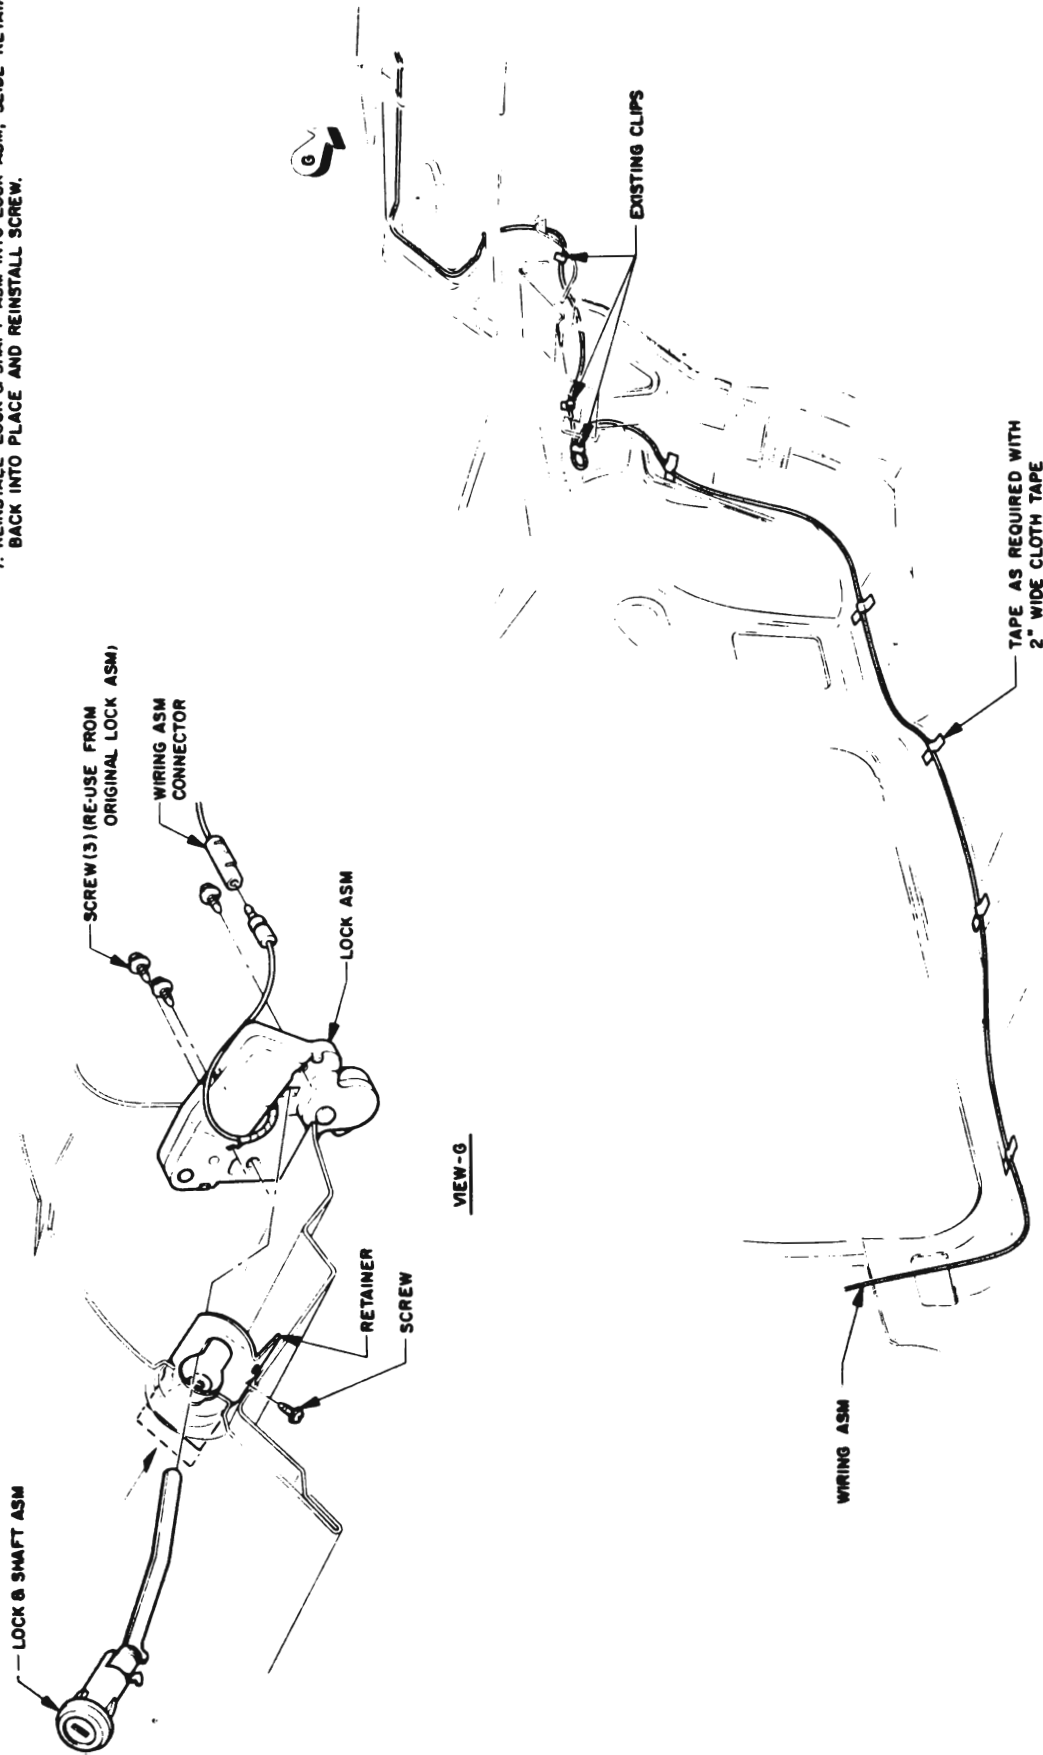 BACK INTO PLACE AND REINSTALL SCREW.
SCREW(3)(RE-USE FROM
ORIGINAL LOCK ASM)
WIRING ASM
CONNECTOR
LOCK ASM
LOCK & SHAFT ASM
RETAINER
SCREW
VIEW-G
G
EXISTING CLIPS
TAPE AS REQUIRED WITH
2" WIDE CLOTH TAPE
WIRING ASM